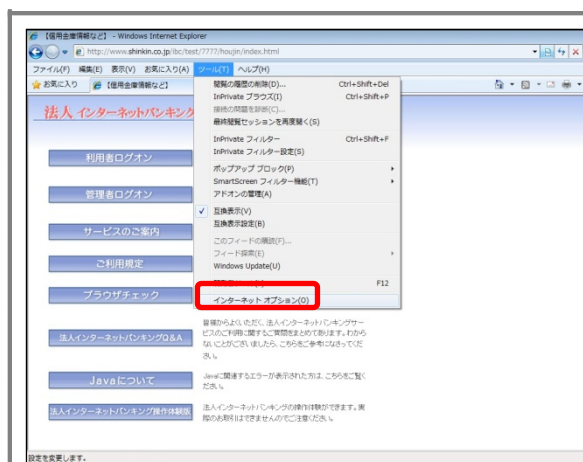 【信用金庫情報など】 - Windows Internet Explorer
http://www.shinkin.co.jp/ibc/test/7777/houjin/index.html
ファイル(F) 編集(E) 表示(V) お気に入り(A) ツール(T) ヘルプ(H)
お気に入り 【信用金庫情報など】
法人 インターネットバンキング
利用者ログオン
管理者ログオン
サービスのご案内
ご利用規定
ブラウザチェック
法人インターネットバンキングQ&A
Javaについて
法人インターネットバンキング操作体験版
閲覧の履歴の削除(D)... Ctrl+Shift+Del
InPrivate ブラウズ(I) Ctrl+Shift+P
接続の問題を診断(C)...
最終閲覧セッションを再度開く(S)
InPrivate フィルター Ctrl+Shift+F
InPrivate フィルター設定(S)
ポップアップ ブロック(P)
SmartScreen フィルター機能(T)
アドオンの管理(A)
互換表示(V)
互換表示設定(B)
このフィードの購読(F)...
フィード探索(E)
Windows Update(U)
F12
インターネット オプション(O)
皆様からよくいただく、法人インターネットバンキングサー
ビスのご利用に関するご質問をまとめております。わから
ないことがございましたら、こちらをご参考になさってくだ
さい。
Javaに関連するエラーが表示された方は、こちらをご覧く
ださい。
法人インターネットバンキングの操作体験ができます。実
際のお取引はできませんのでご注意ください。
設定を変更します。